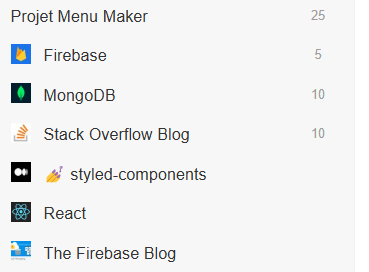 Projet Menu Maker 25
Firebase 5
MongoDB 10
Stack Overflow Blog 10
💅 styled-components
React
The Firebase Blog